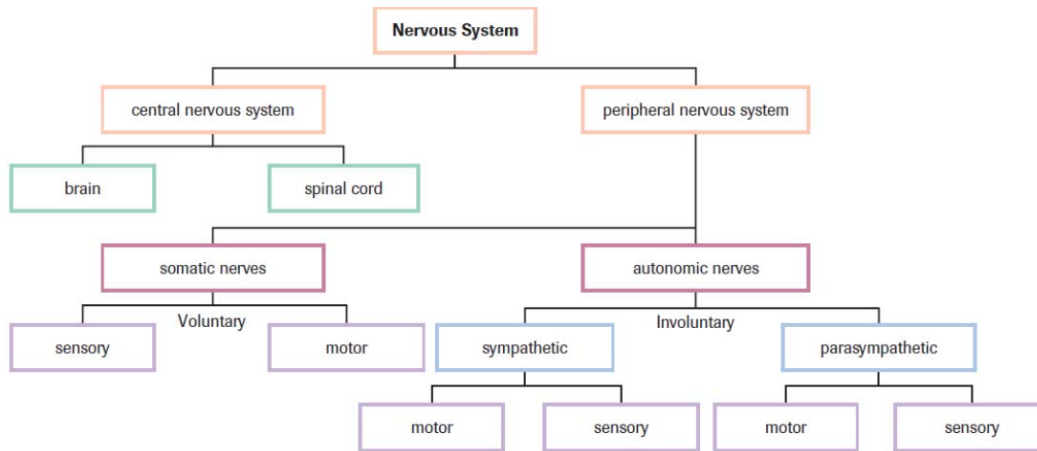 Nervous System
central nervous system
peripheral nervous system
brain
spinal cord
somatic nerves
autonomic nerves
Voluntary
Involuntary
sensory
motor
sympathetic
parasympathetic
motor
sensory
motor
sensory